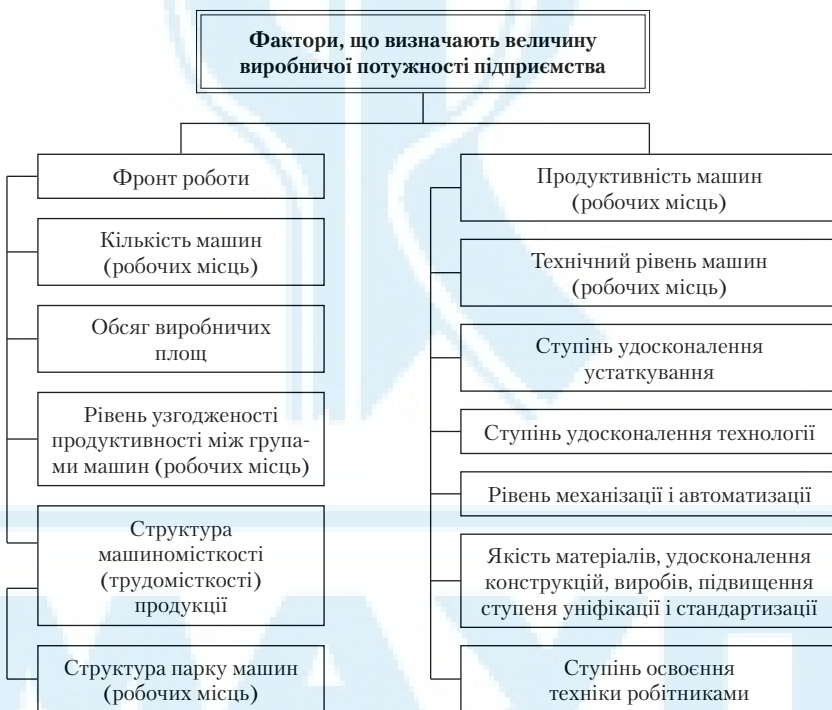 Фактори, що визначають величину
виробничої потужності підприємства
Фронт роботи
Кількість машин
(робочих місць)
Обсяг виробничих
площ
Рівень узгодженості
продуктивності між група-
ми машин (робочих місць)
Структура
машиномісткості
(трудомісткості)
продукції
Структура парку машин
(робочих місць)
Продуктивність машин
(робочих місць)
Технічний рівень машин
(робочих місць)
Ступінь удосконалення
устаткування
Ступінь удосконалення технології
Рівень механізації і автоматизації
Якість матеріалів, удосконалення
конструкцій, виробів, підвищення
ступеня уніфікації і стандартизації
Ступінь освоєння
техніки робітниками
МАУП